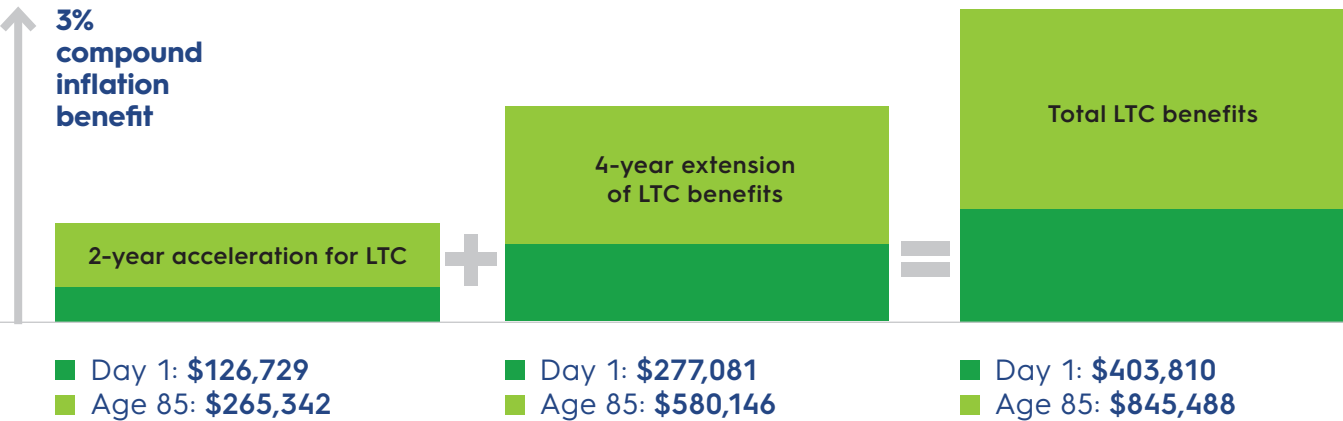 3%
compound
inflation
benefit
2-year acceleration for LTC
4-year extension
of LTC benefits
Total LTC benefits
Day 1: $126,729
Age 85: $265,342
Day 1: $277,081
Age 85: $580,146
Day 1: $403,810
Age 85: $845,488